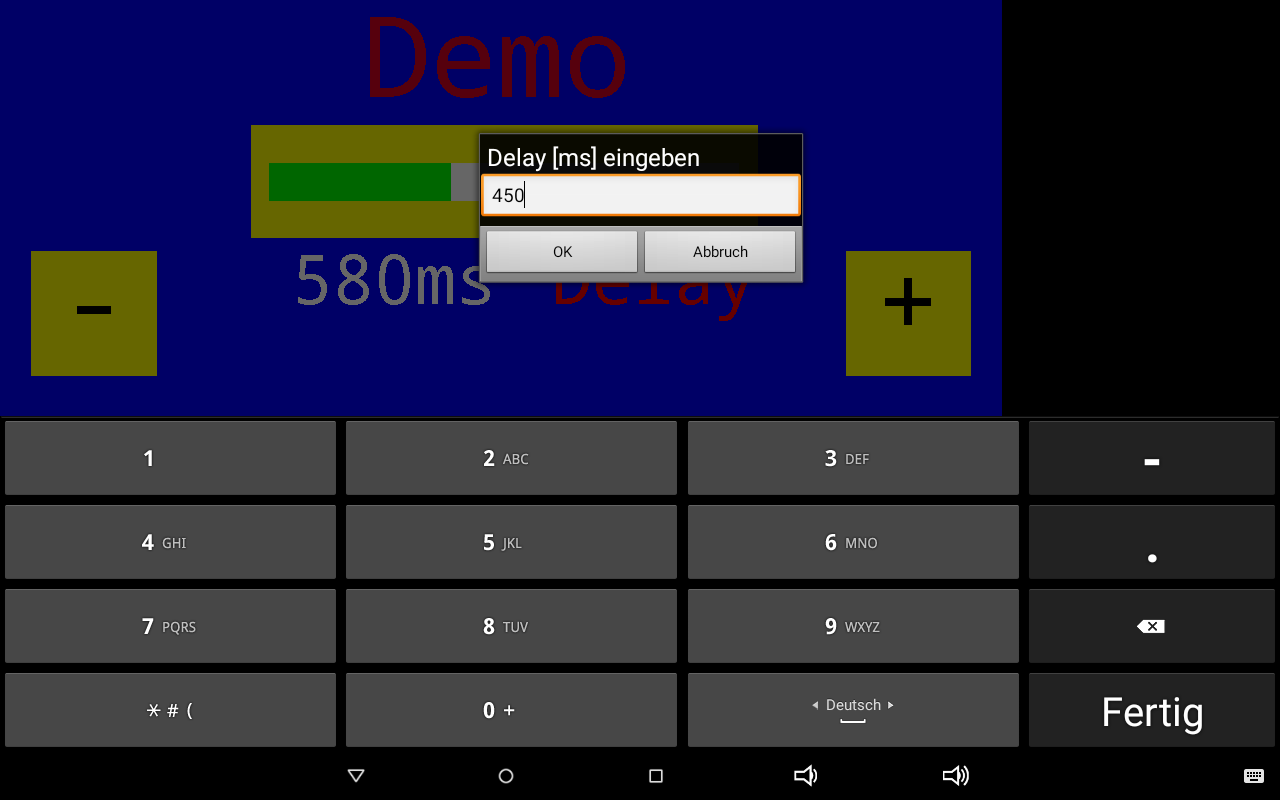 Demo
Delay [ms] eingeben
450
OK Abbruch
580ms Delay
- +
1 2 ABC 3 DEF -
4 GHI 5 JKL 6 MNO .
7 PQRS 8 TUV 9 WXYZ
* # ( 0 + Deutsch Fertig